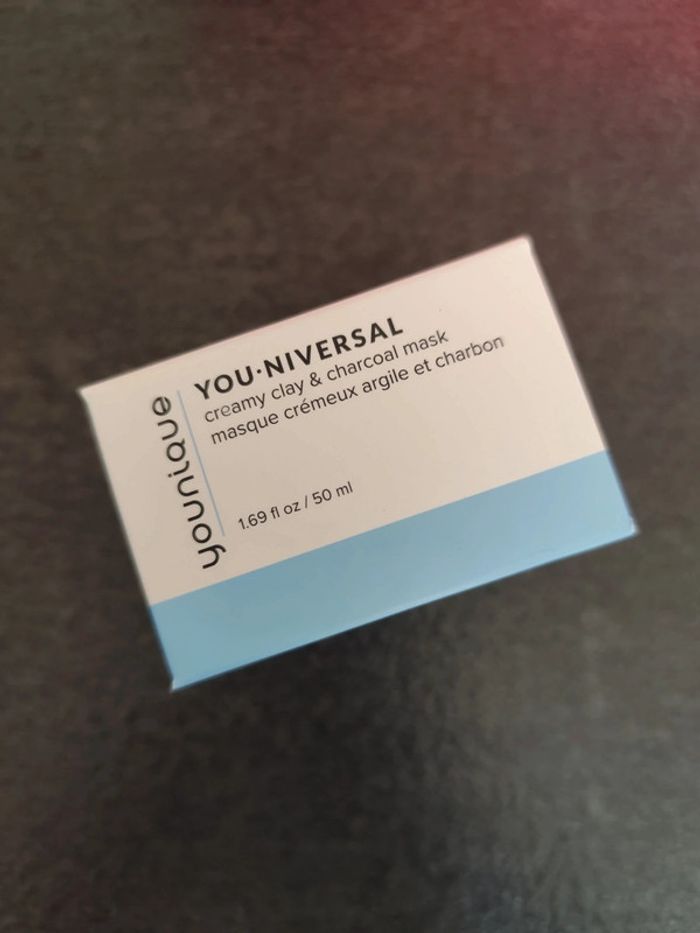 younique
YOU·NIVERSAL
creamy clay & charcoal mask
masque crémeux argile et charbon
1.69 fl oz / 50 ml